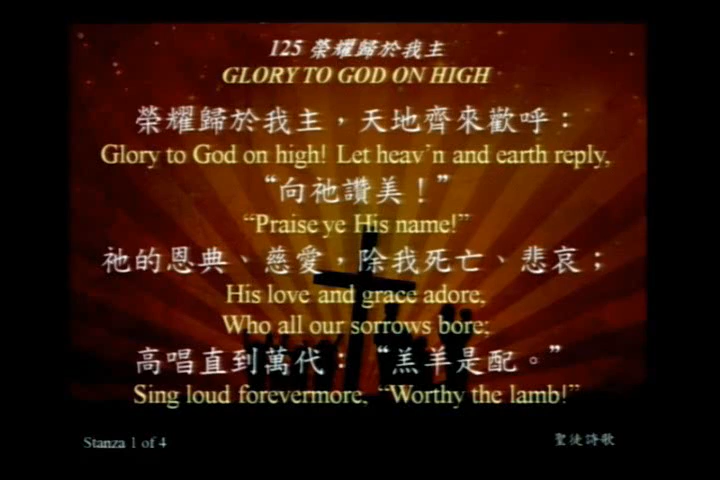 125 榮耀歸於我主
GLORY TO GOD ON HIGH
榮耀歸於我主，天地齊來歡呼：
Glory to God on high! Let heav'n and earth reply,
“向祂讚美！”
“Praise ye His name!”
祂的恩典、慈愛，除我死亡、悲哀；
His love and grace adore,
Who all our sorrows bore;
高唱直到萬代：“羔羊是配。”
Sing loud forevermore, “Worthy the lamb!”
Stanza 1 of 4
聖徒詩歌